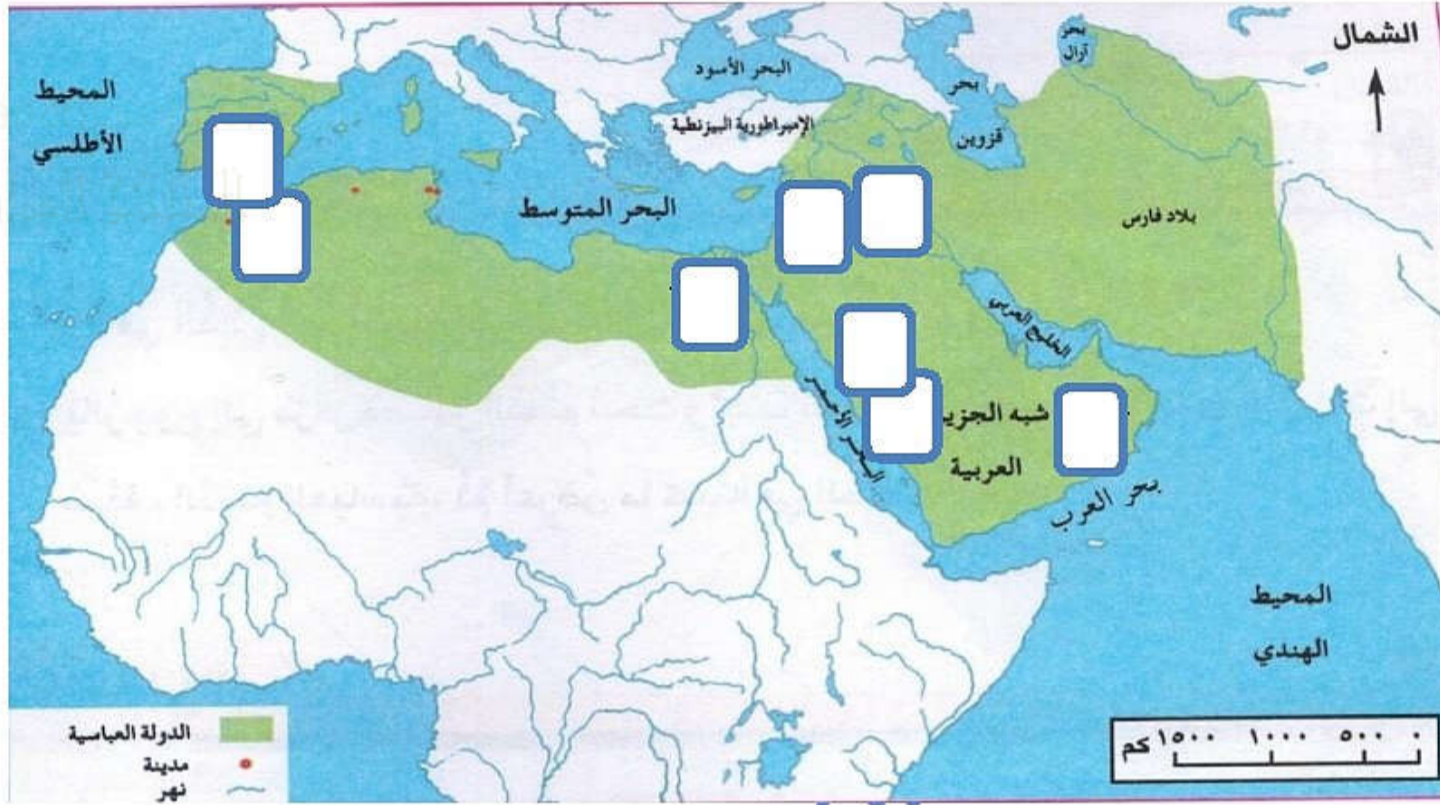 الشمال
بحر
آرال
البحر الأسود
بحر
قزوين
المحيط
الأطلسي
الإمبراطورية البيزنطية
البحر المتوسط
بلاد فارس
الخليج العربي
البحر الأحمر
شبه الجزي
العربية
بحر العرب
المحيط
الهندي
الدولة العباسية
مدينة
نهر
٠ ٥٠٠ ١٠٠٠ ١٥٠٠ كم